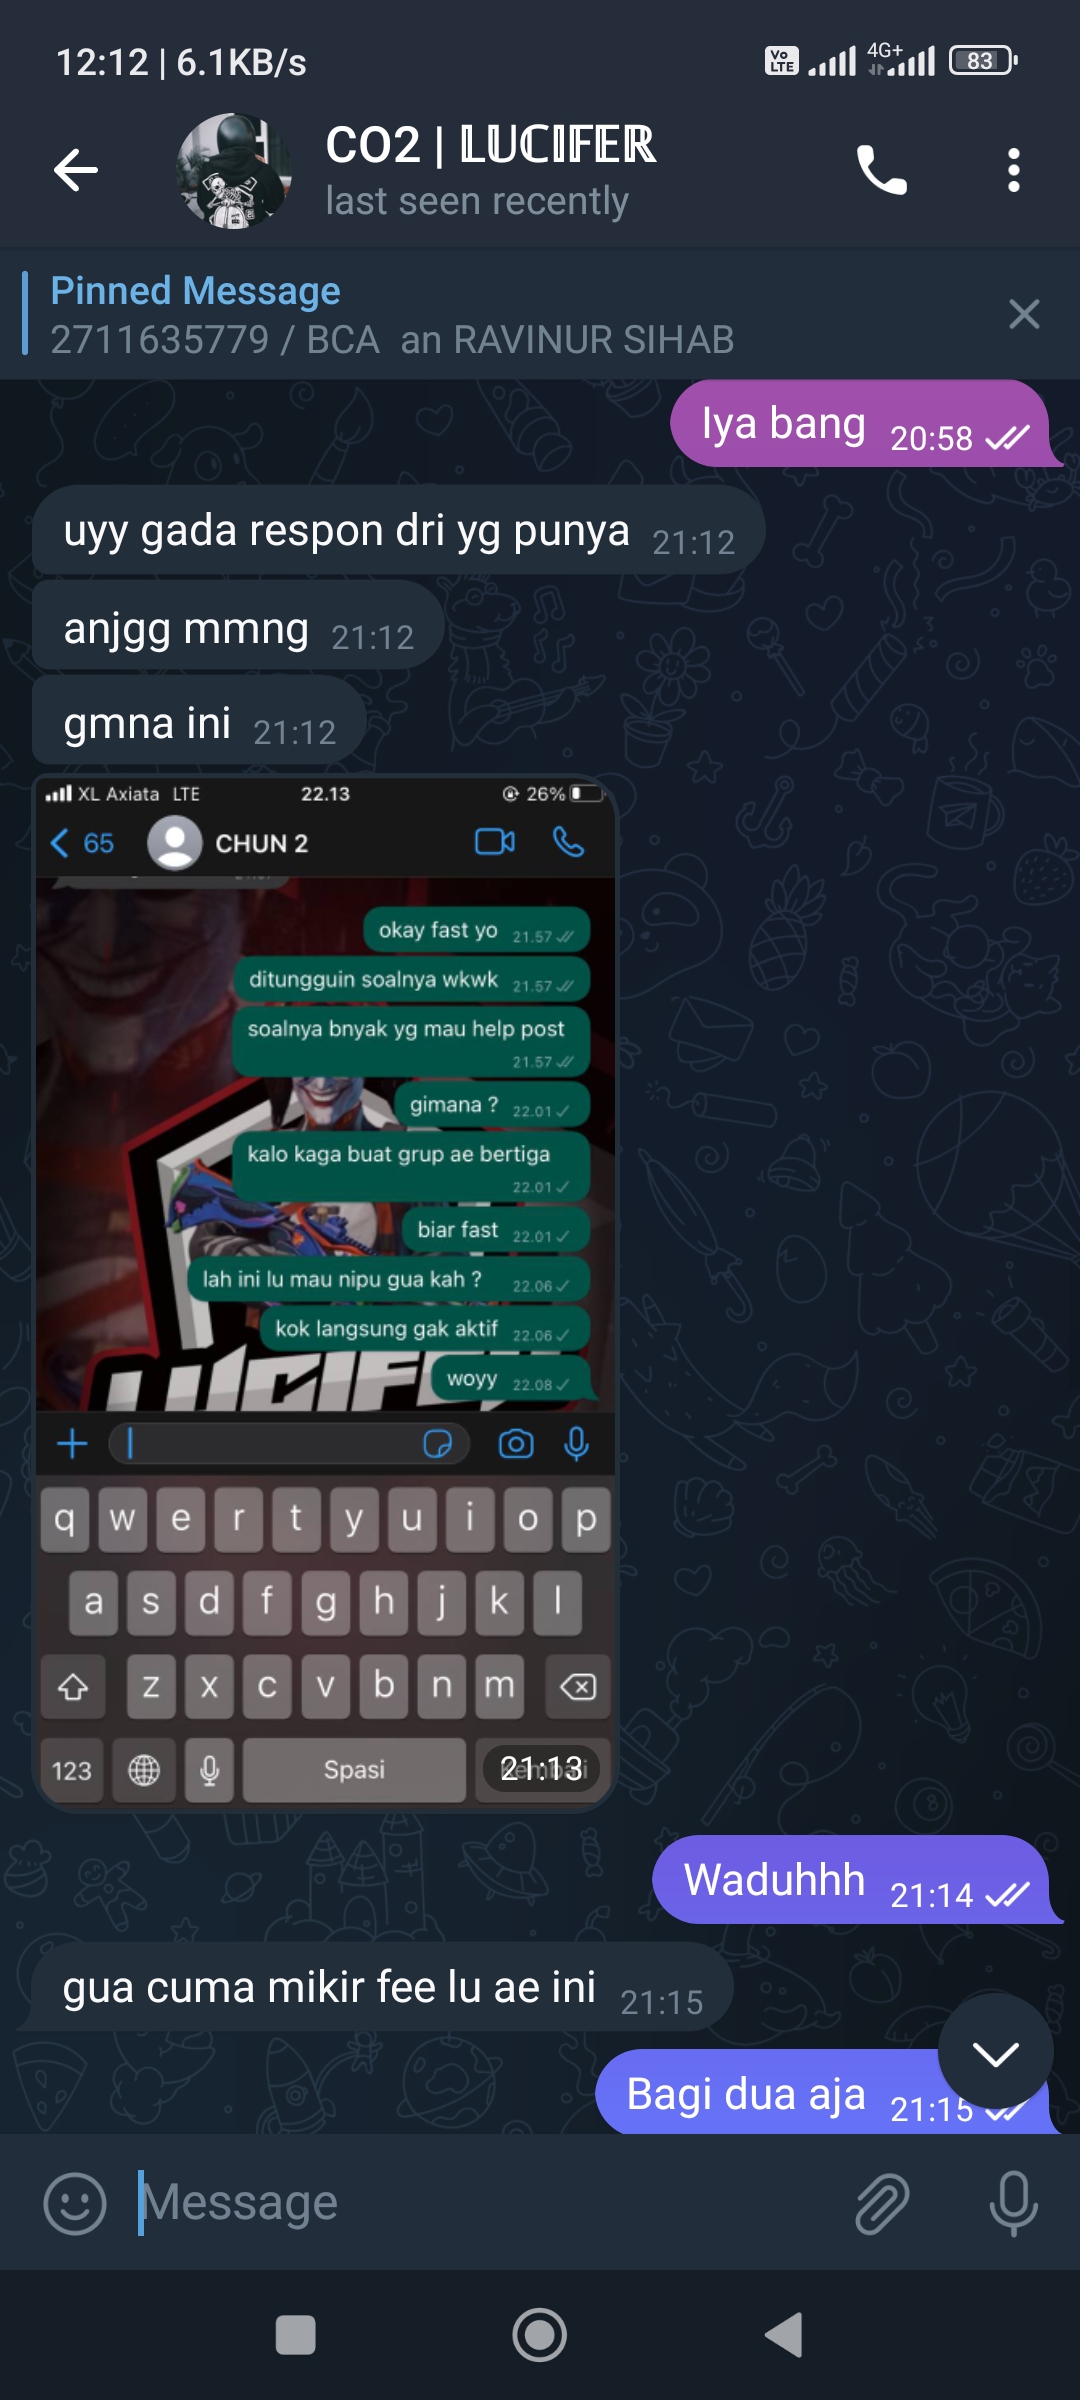 12:12 | 6.1KB/s
Vo LTE 4G+ 83
CO2 | 𝕃𝕌ℂ𝕀𝔽𝔼ℝ
last seen recently
Pinned Message
2711635779 / BCA an RAVINUR SIHAB
Iya bang 20:58
uyy gada respon dri yg punya 21:12
anjgg mmng 21:12
gmna ini 21:12
XL Axiata LTE 22.13 26%
65 CHUN 2
okay fast yo 21.57
ditungguin soalnya wkwk 21.57
soalnya bnyak yg mau help post
21.57
gimana ? 22.01
kalo kaga buat grup ae bertiga
22.01
biar fast 22.01
lah ini lu mau nipu gua kah ? 22.06
kok langsung gak aktif 22.06
woyy 22.08
LUCIFER
q w e r t y u i o p
a s d f g h j k l
z x c v b n m
123 Spasi 21:13
Waduhhh 21:14
gua cuma mikir fee lu ae ini 21:15
Bagi dua aja 21:15
Message